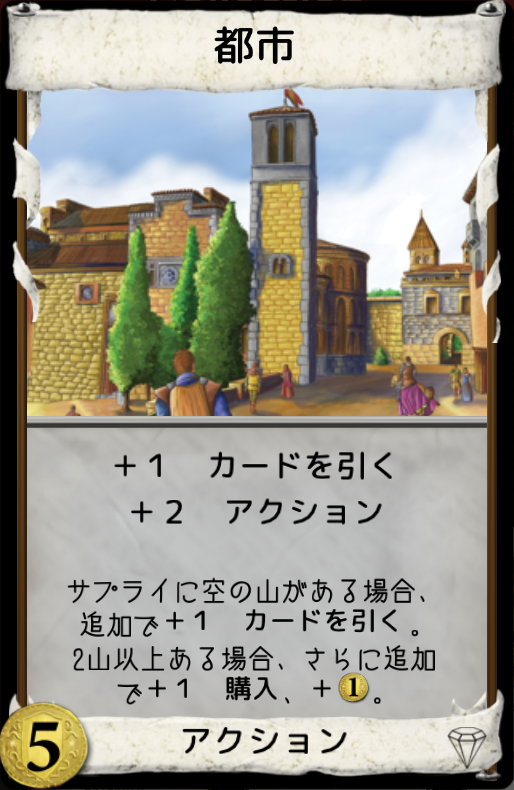 都市
＋１　カードを引く
＋２　アクション
サプライに空の山がある場合、
追加で＋１　カードを引く。
2山以上ある場合、さらに追加
で＋１　購入、＋1。
5
アクション